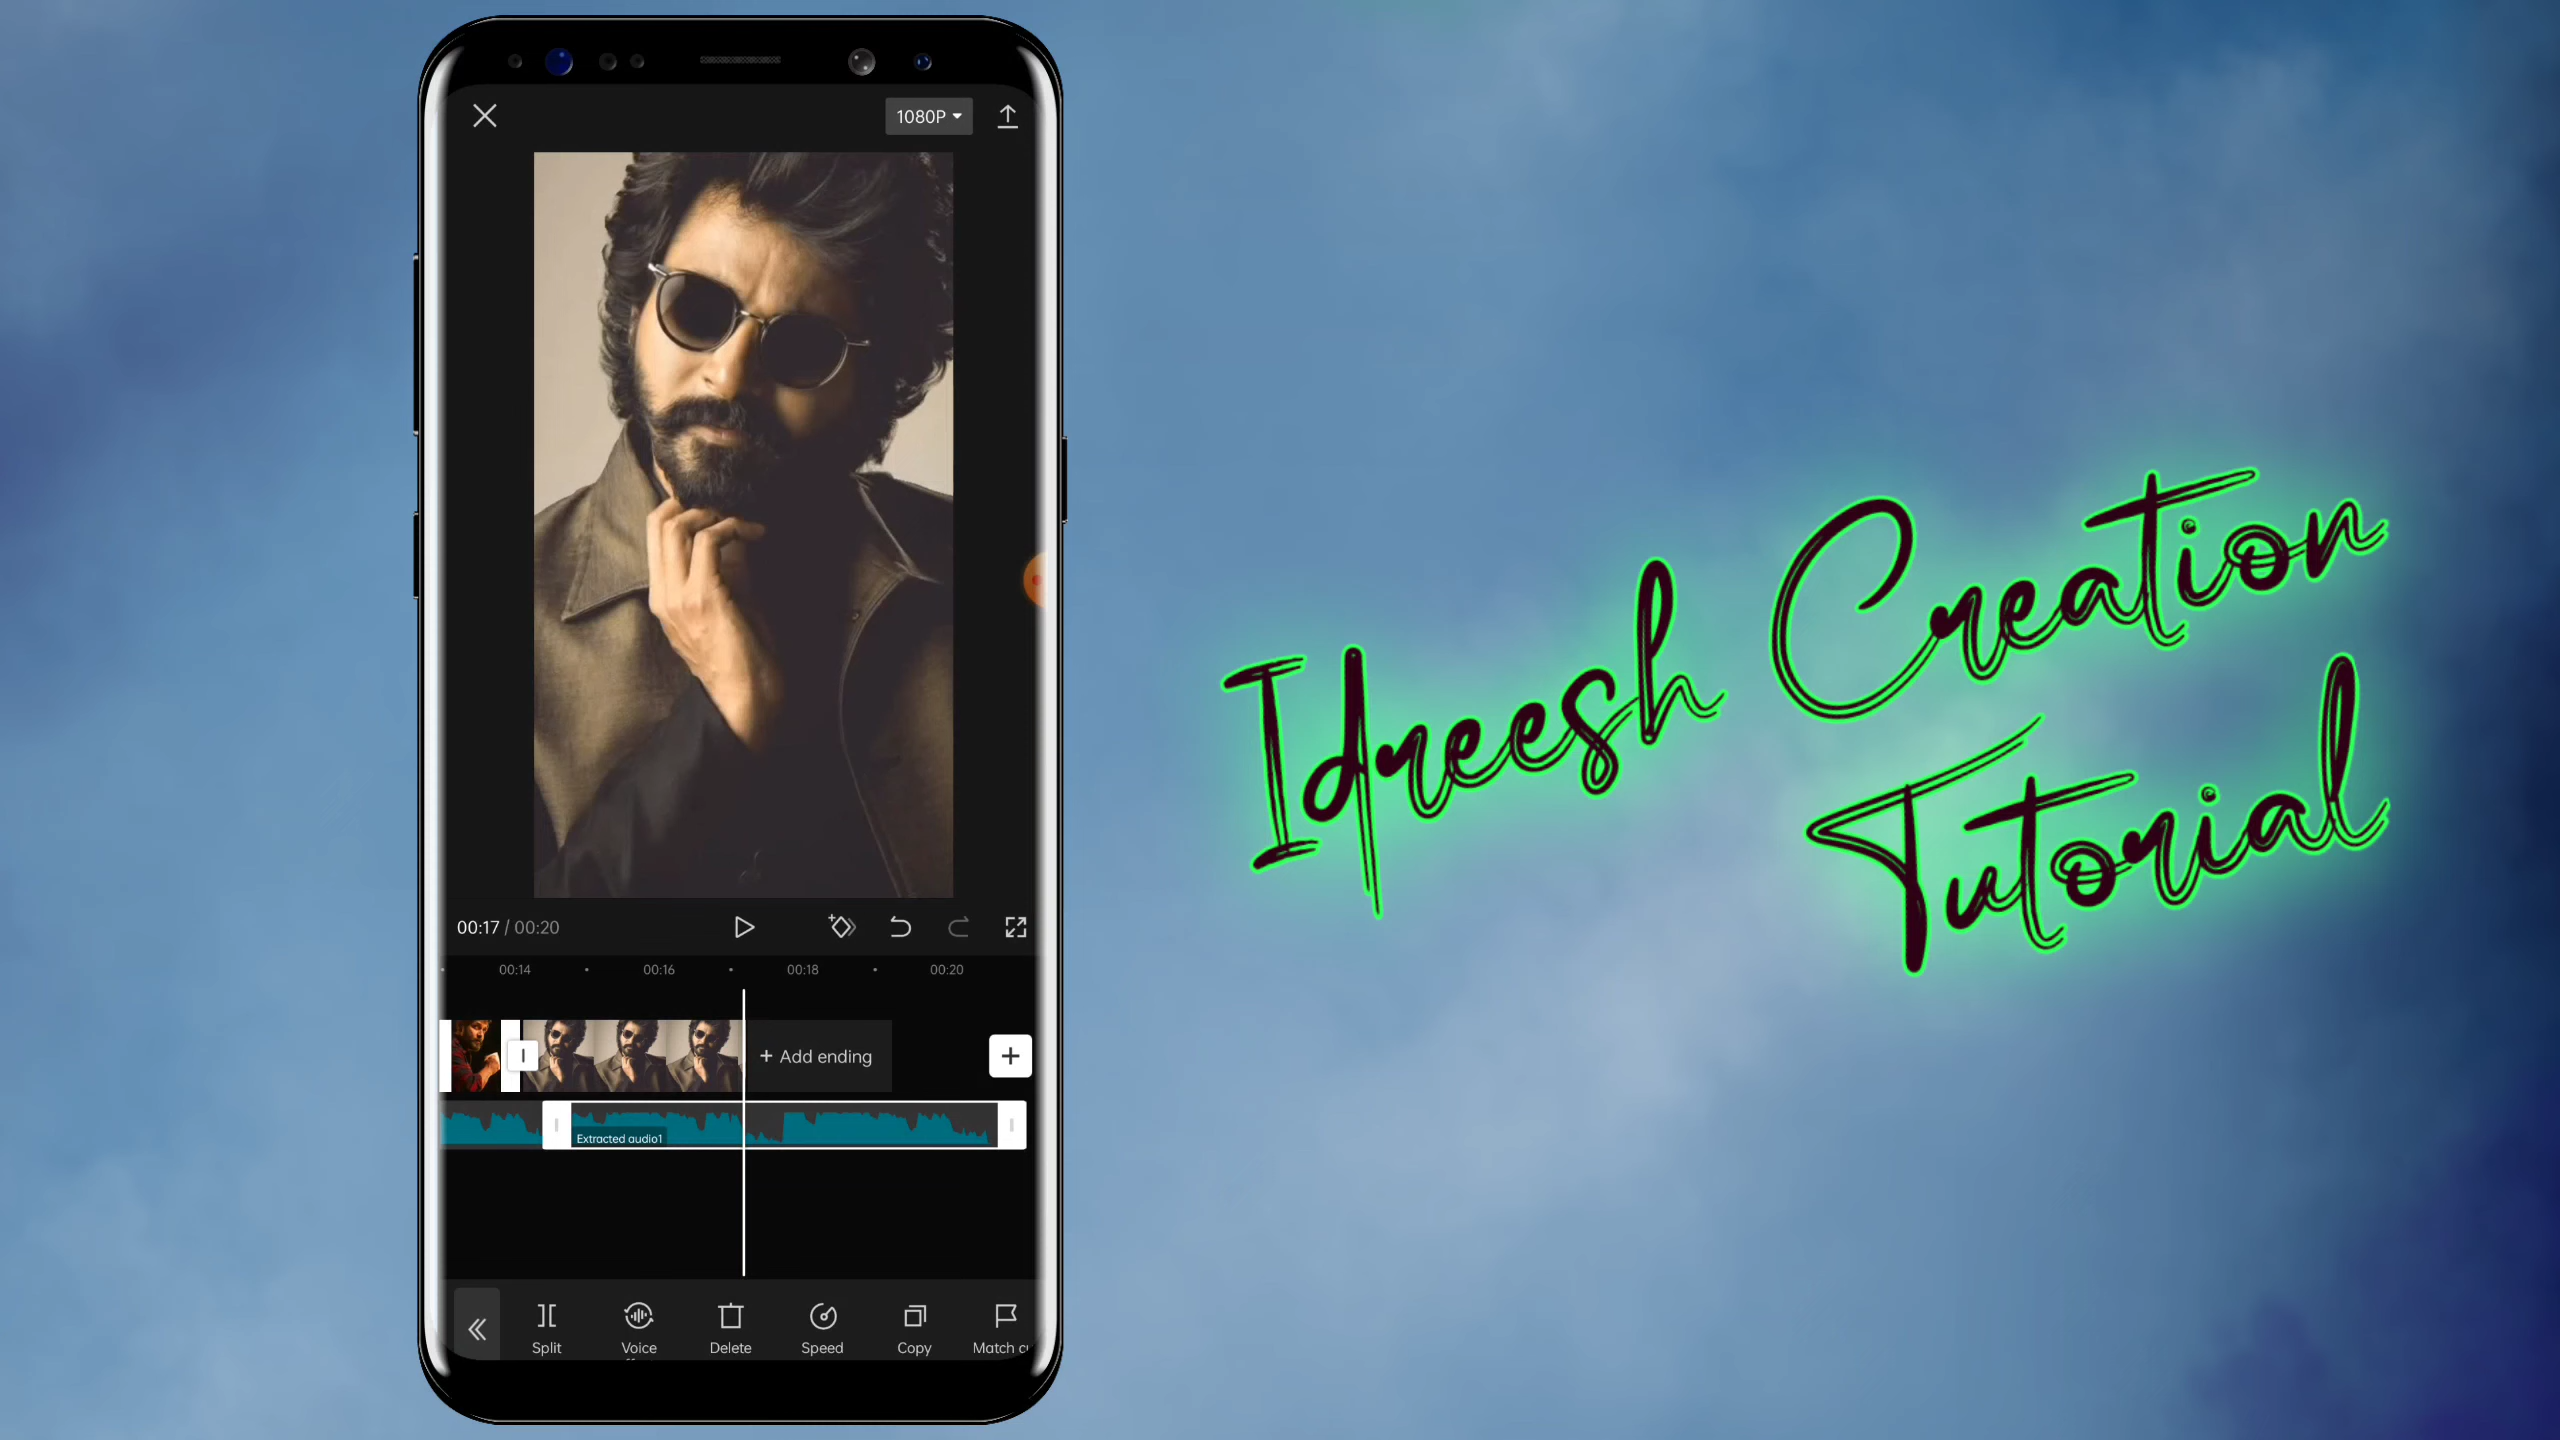 1080P
Idreesh Creation
Tutorial
00:17 / 00:20
00:14 00:16 00:18 00:20
+ Add ending
Extracted audio1
Split Voice Delete Speed Copy Match